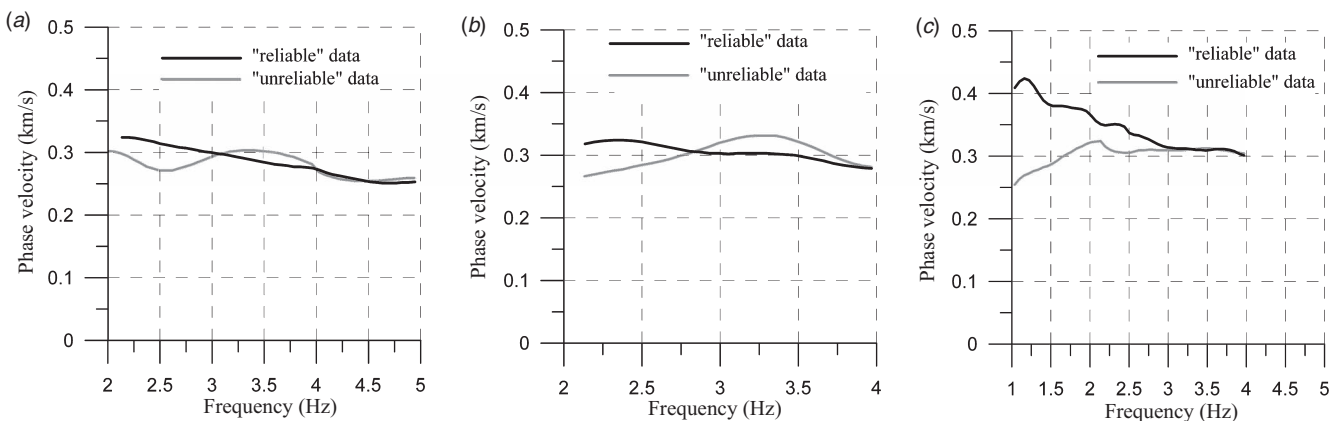 (a)
0.5
0.4
0.3
0.2
0.1
0
Phase velocity (km/s)
"reliable" data
"unreliable" data
2 2.5 3 3.5 4 4.5 5
Frequency (Hz)
(b)
0.5
0.4
0.3
0.2
0.1
0
Phase velocity (km/s)
"reliable" data
"unreliable" data
2 2.5 3 3.5 4
Frequency (Hz)
(c)
0.5
0.4
0.3
0.2
0.1
0
Phase velocity (km/s)
"reliable" data
"unreliable" data
1 1.5 2 2.5 3 3.5 4 4.5 5
Frequency (Hz)